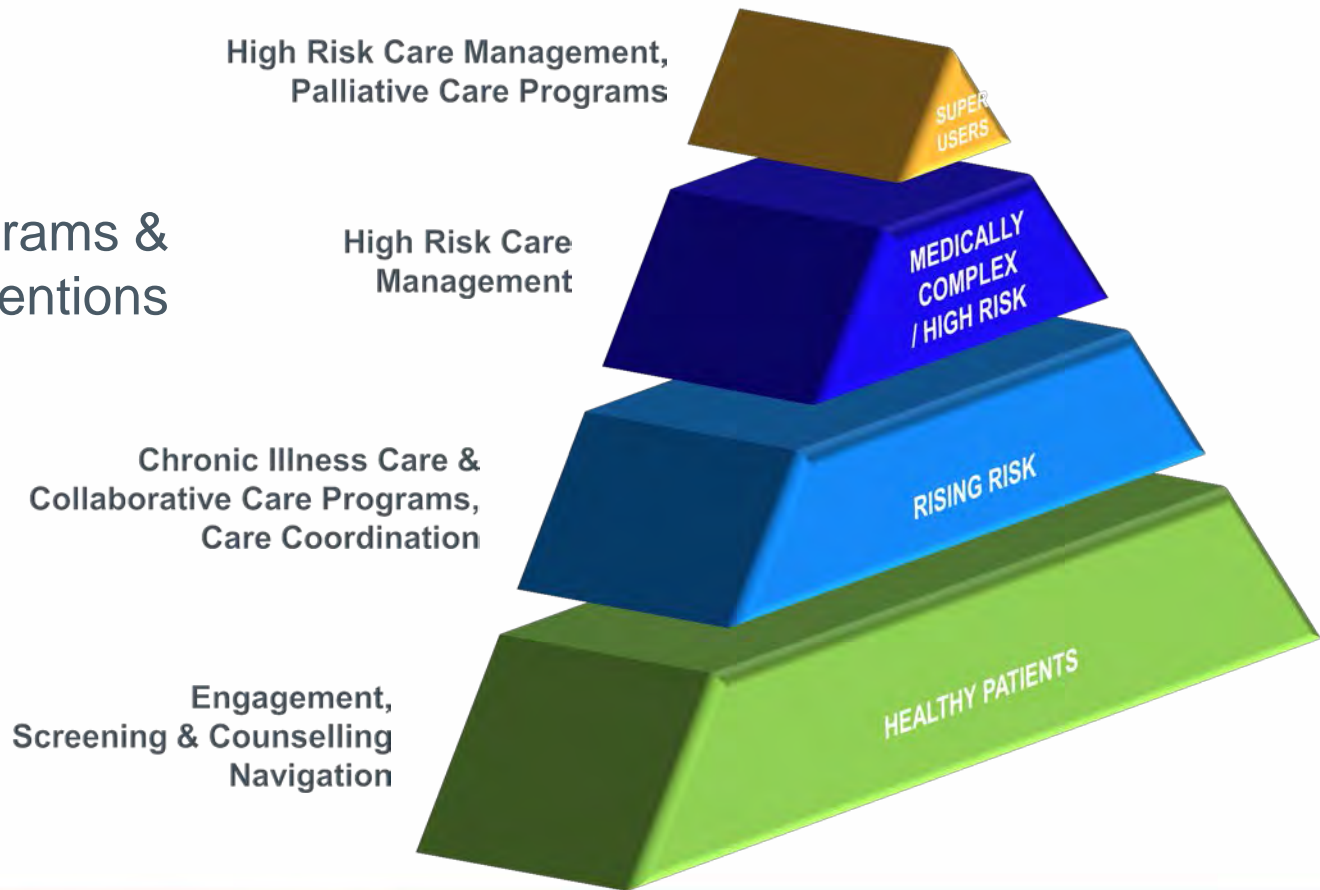 High Risk Care Management,
Palliative Care Programs
SUPER
USERS
rams &
entions
High Risk Care
Management
MEDICALLY
COMPLEX
/ HIGH RISK
Chronic Illness Care &
Collaborative Care Programs,
Care Coordination
RISING RISK
Engagement,
Screening & Counselling
Navigation
HEALTHY PATIENTS